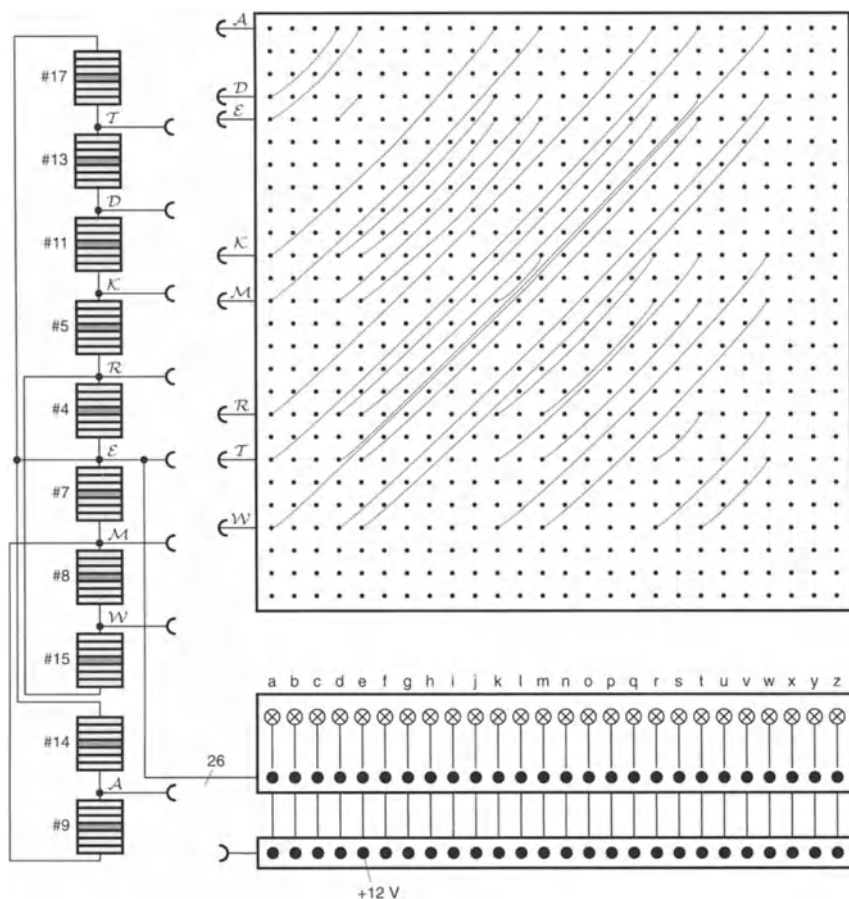 A
#17
D
T
E
#13
D
#11
K
K
M
#5
R
R
#4
E
T
#7
M
W
#8
W
#15
a b c d e f g h i j k l m n o p q r s t u v w x y z
#14
26
A
#9
+12 V